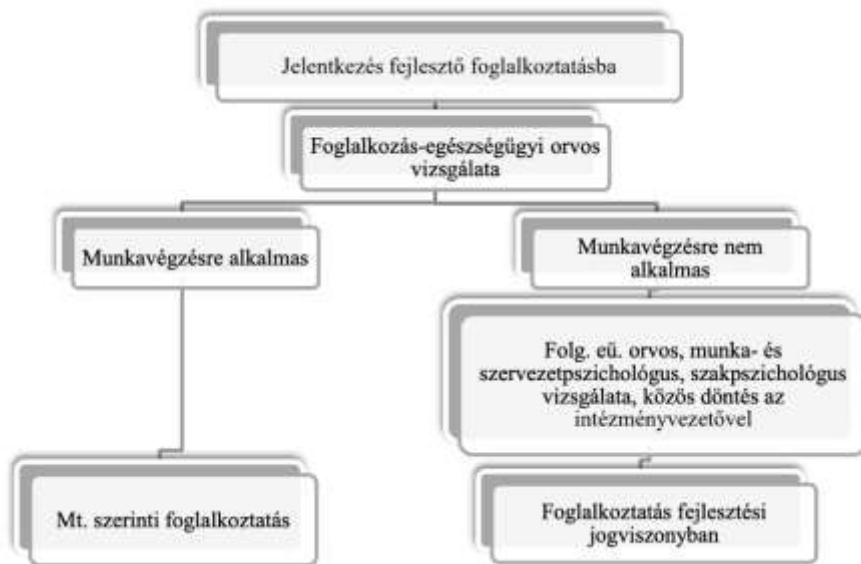 Jelentkezés fejlesztő foglalkoztatásba
Foglalkozás-egészségügyi orvos
vizsgálata
Munkavégzésre alkalmas
Munkavégzésre nem
alkalmas
Folg. eü. orvos, munka- és
szervezetpszichológus, szakpszichológus
vizsgálata, közös döntés az
intézményvezetővel
Mt. szerinti foglalkoztatás
Foglalkoztatás fejlesztési
jogviszonyban